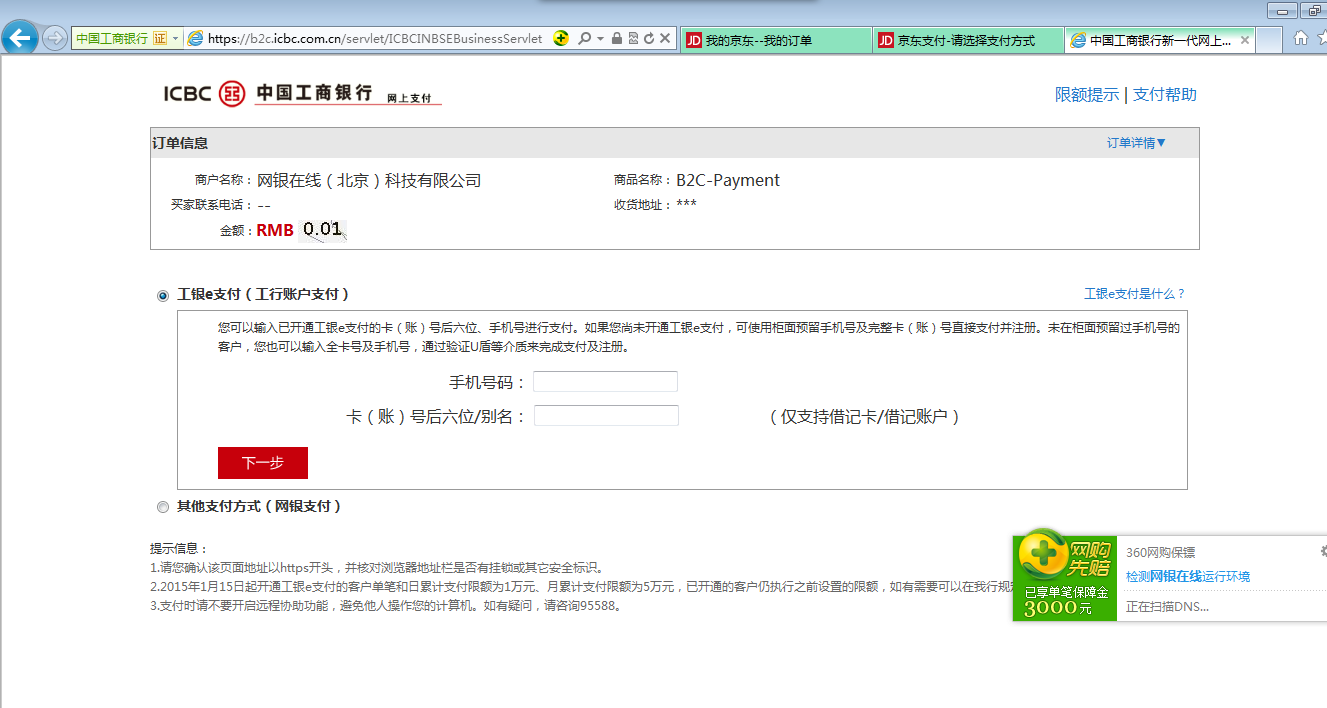 中国工商银行 证
https://b2c.icbc.com.cn/servlet/ICBCINBSEBusinessServlet
JD 我的京东--我的订单
JD 京东支付-请选择支付方式
中国工商银行新一代网上...
ICBC 中国工商银行 网上支付
限额提示 | 支付帮助
订单信息
订单详情▼
商户名称： 网银在线（北京）科技有限公司
商品名称： B2C-Payment
买家联系电话： --
收货地址： ***
金额： RMB 0.01
工银e支付（工行账户支付）
工银e支付是什么？
您可以输入已开通工银e支付的卡（账）号后六位、手机号进行支付。如果您尚未开通工银e支付，可使用柜面预留手机号及完整卡（账）号直接支付并注册。未在柜面预留过手机号的
客户，您也可以输入全卡号及手机号，通过验证U盾等介质来完成支付及注册。
手机号码：
卡（账）号后六位/别名：
（仅支持借记卡/借记账户）
下一步
其他支付方式（网银支付）
提示信息：
1.请您确认该页面地址以https开头，并核对浏览器地址栏是否有挂锁或其它安全标识。
2.2015年1月15日起开通工银e支付的客户单笔和日累计支付限额为1万元、月累计支付限额为5万元，已开通的客户仍执行之前设置的限额，如有需要可以在我行规
3.支付时请不要开启远程协助功能，避免他人操作您的计算机。如有疑问，请咨询95588。
网购
先赔
已享单笔保障金
3000元
360网购保镖
检测网银在线运行环境
正在扫描DNS...